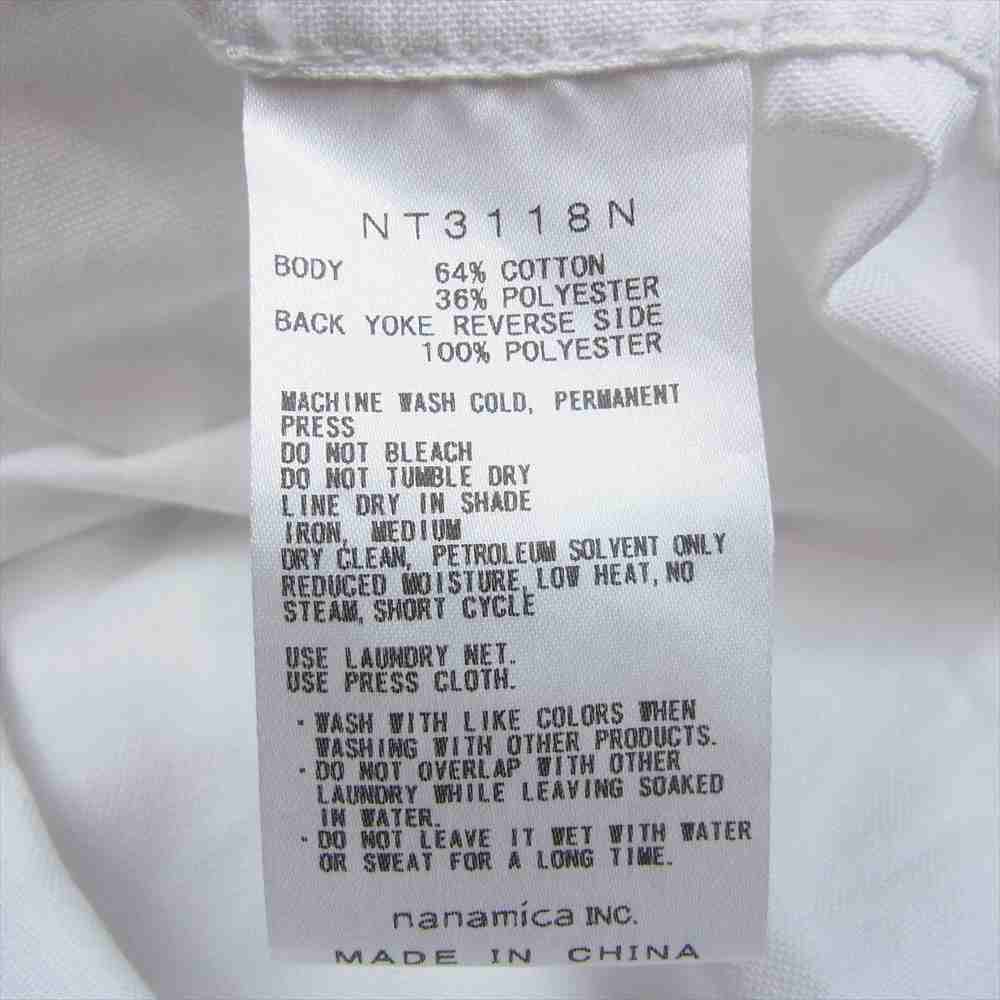 NT3118N
BODY 64% COTTON
36% POLYESTER
BACK YOKE REVERSE SIDE
100% POLYESTER
MACHINE WASH COLD, PERMANENT
PRESS
DO NOT BLEACH
DO NOT TUMBLE DRY
LINE DRY IN SHADE
IRON, MEDIUM
DRY CLEAN, PETROLEUM SOLVENT ONLY
REDUCED MOISTURE, LOW HEAT, NO
STEAM, SHORT CYCLE
USE LAUNDRY NET.
USE PRESS CLOTH.
・WASH WITH LIKE COLORS WHEN
WASHING WITH OTHER PRODUCTS.
・DO NOT OVERLAP WITH OTHER
LAUNDRY WHILE LEAVING SOAKED
IN WATER.
・DO NOT LEAVE IT WET WITH WATER
OR SWEAT FOR A LONG TIME.
nanamica INC.
MADE IN CHINA